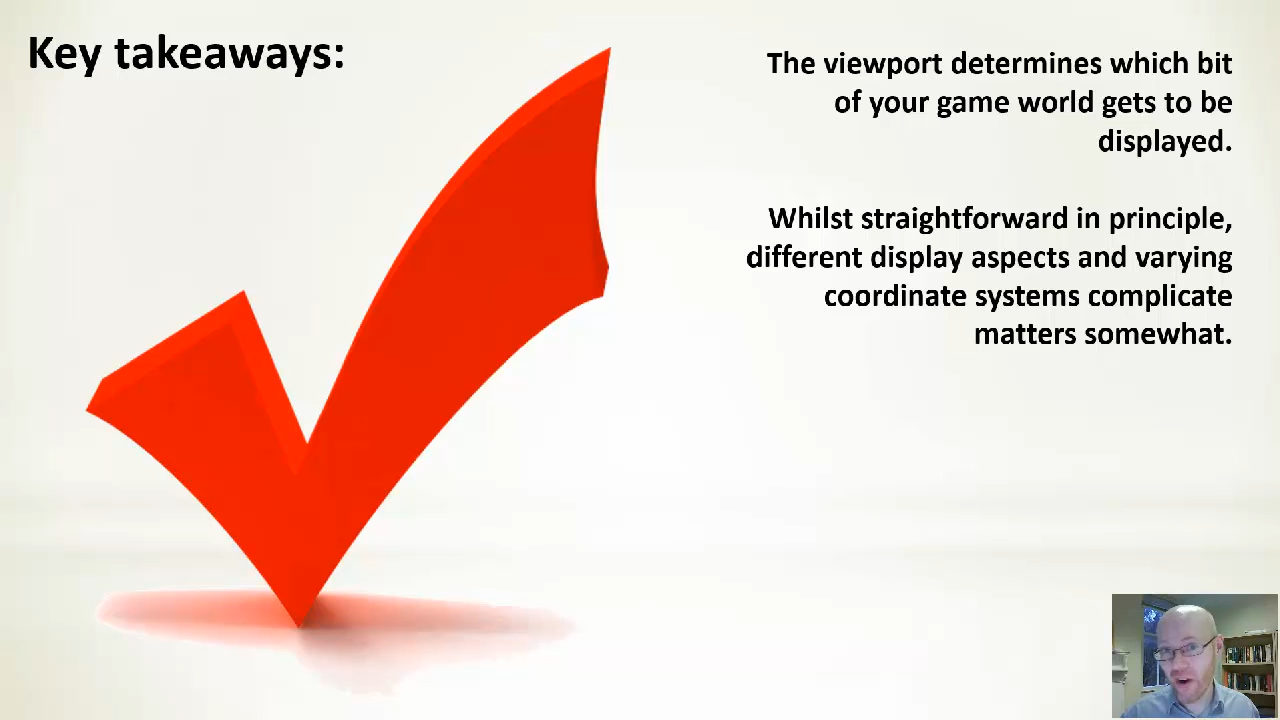 Key takeaways:
The viewport determines which bit
of your game world gets to be
displayed.
Whilst straightforward in principle,
different display aspects and varying
coordinate systems complicate
matters somewhat.